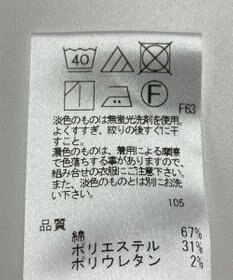 40
F
F63
淡色のものは無蛍光洗剤を使用、
よくすすぎ、絞りの後すぐに干
すこと。
濃色のものは、着用による摩擦
で色落ちする事がありますので、
組み合せの衣服にご注意下さい。
また、淡色のものとは別にお洗
い下さい。
105
品質
綿 67%
ポリエステル 31%
ポリウレタン 2%